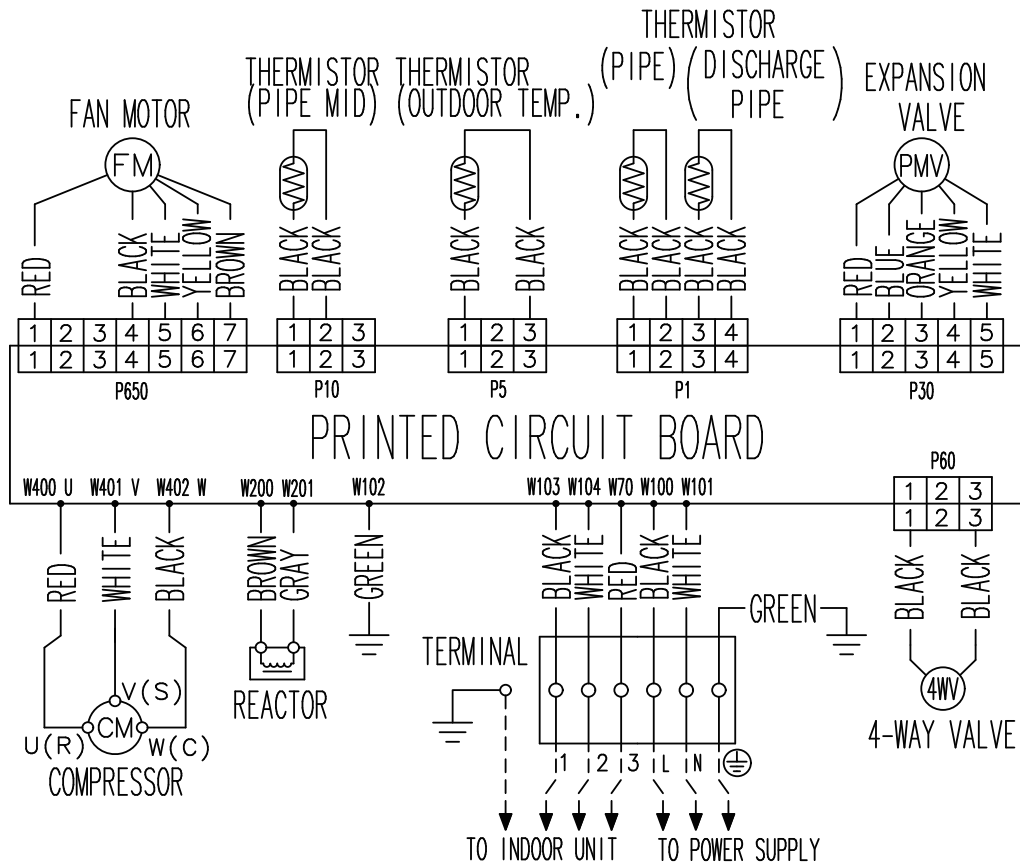 THERMISTOR
(PIPE) (DISCHARGE PIPE)
THERMISTOR (PIPE MID)
THERMISTOR (OUTDOOR TEMP.)
EXPANSION VALVE
FAN MOTOR
FM
PMV
RED BLACK WHITE YELLOW BROWN
BLACK BLACK
BLACK BLACK
BLACK BLACK BLACK BLACK
RED BLUE ORANGE YELLOW WHITE
1 2 3 4 5 6 7 1 2 3 1 2 3 1 2 3 4 1 2 3 4 5
1 2 3 4 5 6 7 1 2 3 1 2 3 1 2 3 4 1 2 3 4 5
P650 P10 P5 P1 P30
PRINTED CIRCUIT BOARD
P60
1 2 3
1 2 3
W400 U W401 V W402 W W200 W201 W102 W103 W104 W70 W100 W101
RED WHITE BLACK BROWN GRAY GREEN BLACK WHITE RED BLACK WHITE
BLACK BLACK
GREEN
TERMINAL
REACTOR
V(S)
CM
U(R) W(C)
COMPRESSOR
4WV
4-WAY VALVE
1 2 3 L N
TO INDOOR UNIT TO POWER SUPPLY